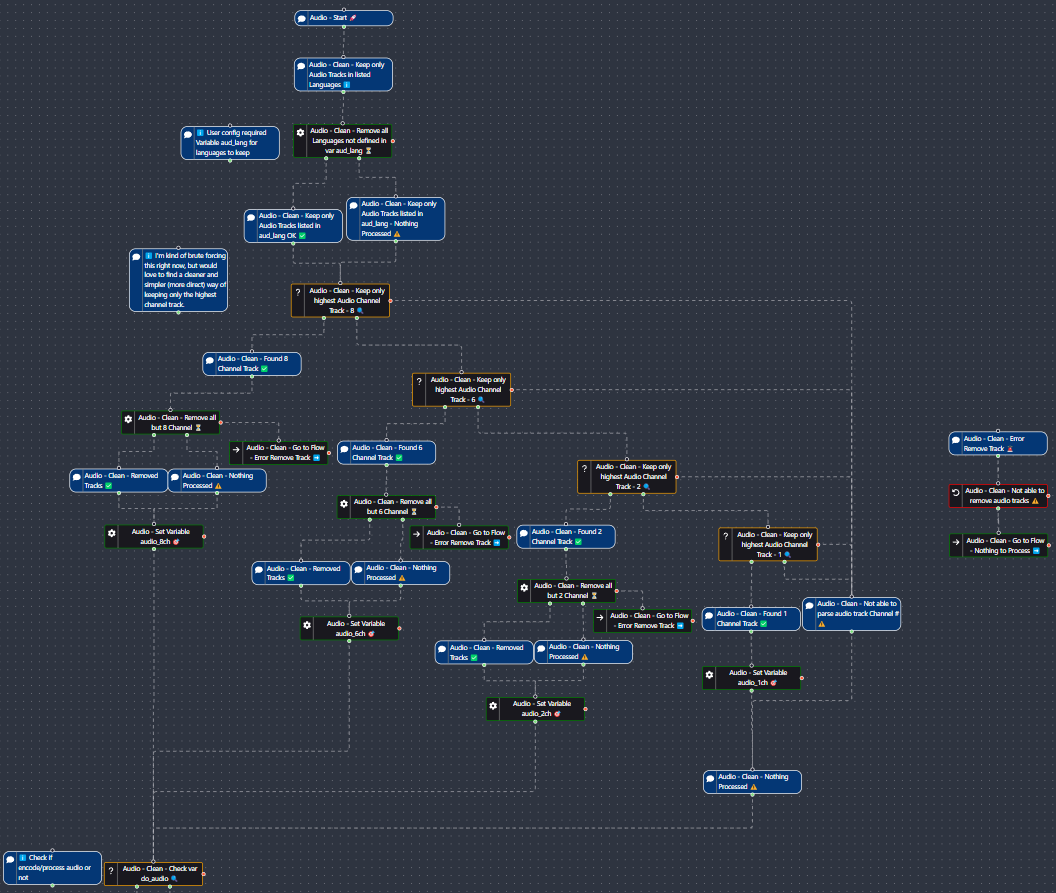 Audio - Start 🚀
Audio - Clean - Keep only
Audio Tracks in listed
Languages ℹ️
ℹ️ User config required
Variable aud_lang for
languages to keep
Audio - Clean - Remove all
Languages not defined in
var aud_lang ⏳
Audio - Clean - Keep only
Audio Tracks listed in
aud_lang OK ✅
Audio - Clean - Keep only
Audio Tracks listed in
aud_lang - Nothing
Processed ⚠️
ℹ️ I'm kind of brute forcing
this right now, but would
love to find a cleaner and
simpler (more direct) way of
keeping only the highest
channel track.
Audio - Clean - Keep only
highest Audio Channel
Track - 8 🔍
Audio - Clean - Found 8
Channel Track ✅
Audio - Clean - Keep only
highest Audio Channel
Track - 6 🔍
Audio - Clean - Remove all
but 8 Channel ⏳
Audio - Clean - Go to Flow
- Error Remove Track ➡️
Audio - Clean - Found 6
Channel Track ✅
Audio - Clean - Keep only
highest Audio Channel
Track - 2 🔍
Audio - Clean - Error
Remove Track 🚨
Audio - Clean - Removed
Tracks ✅
Audio - Clean - Nothing
Processed ⚠️
Audio - Clean - Remove all
but 6 Channel ⏳
Audio - Clean - Not able to
remove audio tracks ⚠️
Audio - Set Variable
audio_8ch 🎯
Audio - Clean - Go to Flow
- Error Remove Track ➡️
Audio - Clean - Found 2
Channel Track ✅
Audio - Clean - Keep only
highest Audio Channel
Track - 1 🔍
Audio - Clean - Go to Flow
- Nothing to Process ➡️
Audio - Clean - Removed
Tracks ✅
Audio - Clean - Nothing
Processed ⚠️
Audio - Clean - Remove all
but 2 Channel ⏳
Audio - Clean - Go to Flow
- Error Remove Track ➡️
Audio - Clean - Found 1
Channel Track ✅
Audio - Clean - Not able to
parse audio track Channel #
⚠️
Audio - Set Variable
audio_6ch 🎯
Audio - Clean - Removed
Tracks ✅
Audio - Clean - Nothing
Processed ⚠️
Audio - Set Variable
audio_1ch 🎯
Audio - Set Variable
audio_2ch 🎯
Audio - Clean - Nothing
Processed ⚠️
ℹ️ Check if
encode/process audio or
not
Audio - Clean - Check var
do_audio 🔍